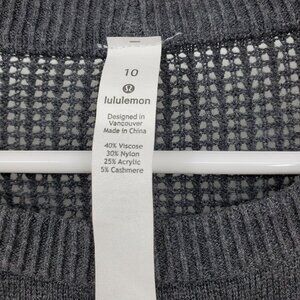 10
lululemon
Designed in
Vancouver
Made in China
40% Viscose
30% Nylon
25% Acrylic
5% Cashmere